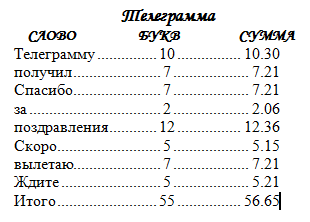 Телеграмма
СЛОВО БУКВ СУММА
Телеграмму 10 10.30
получил 7 7.21
Спасибо 7 7.21
за 2 2.06
поздравления 12 12.36
Скоро 5 5.15
вылетаю 7 7.21
Ждите 5 5.21
Итого 55 56.65